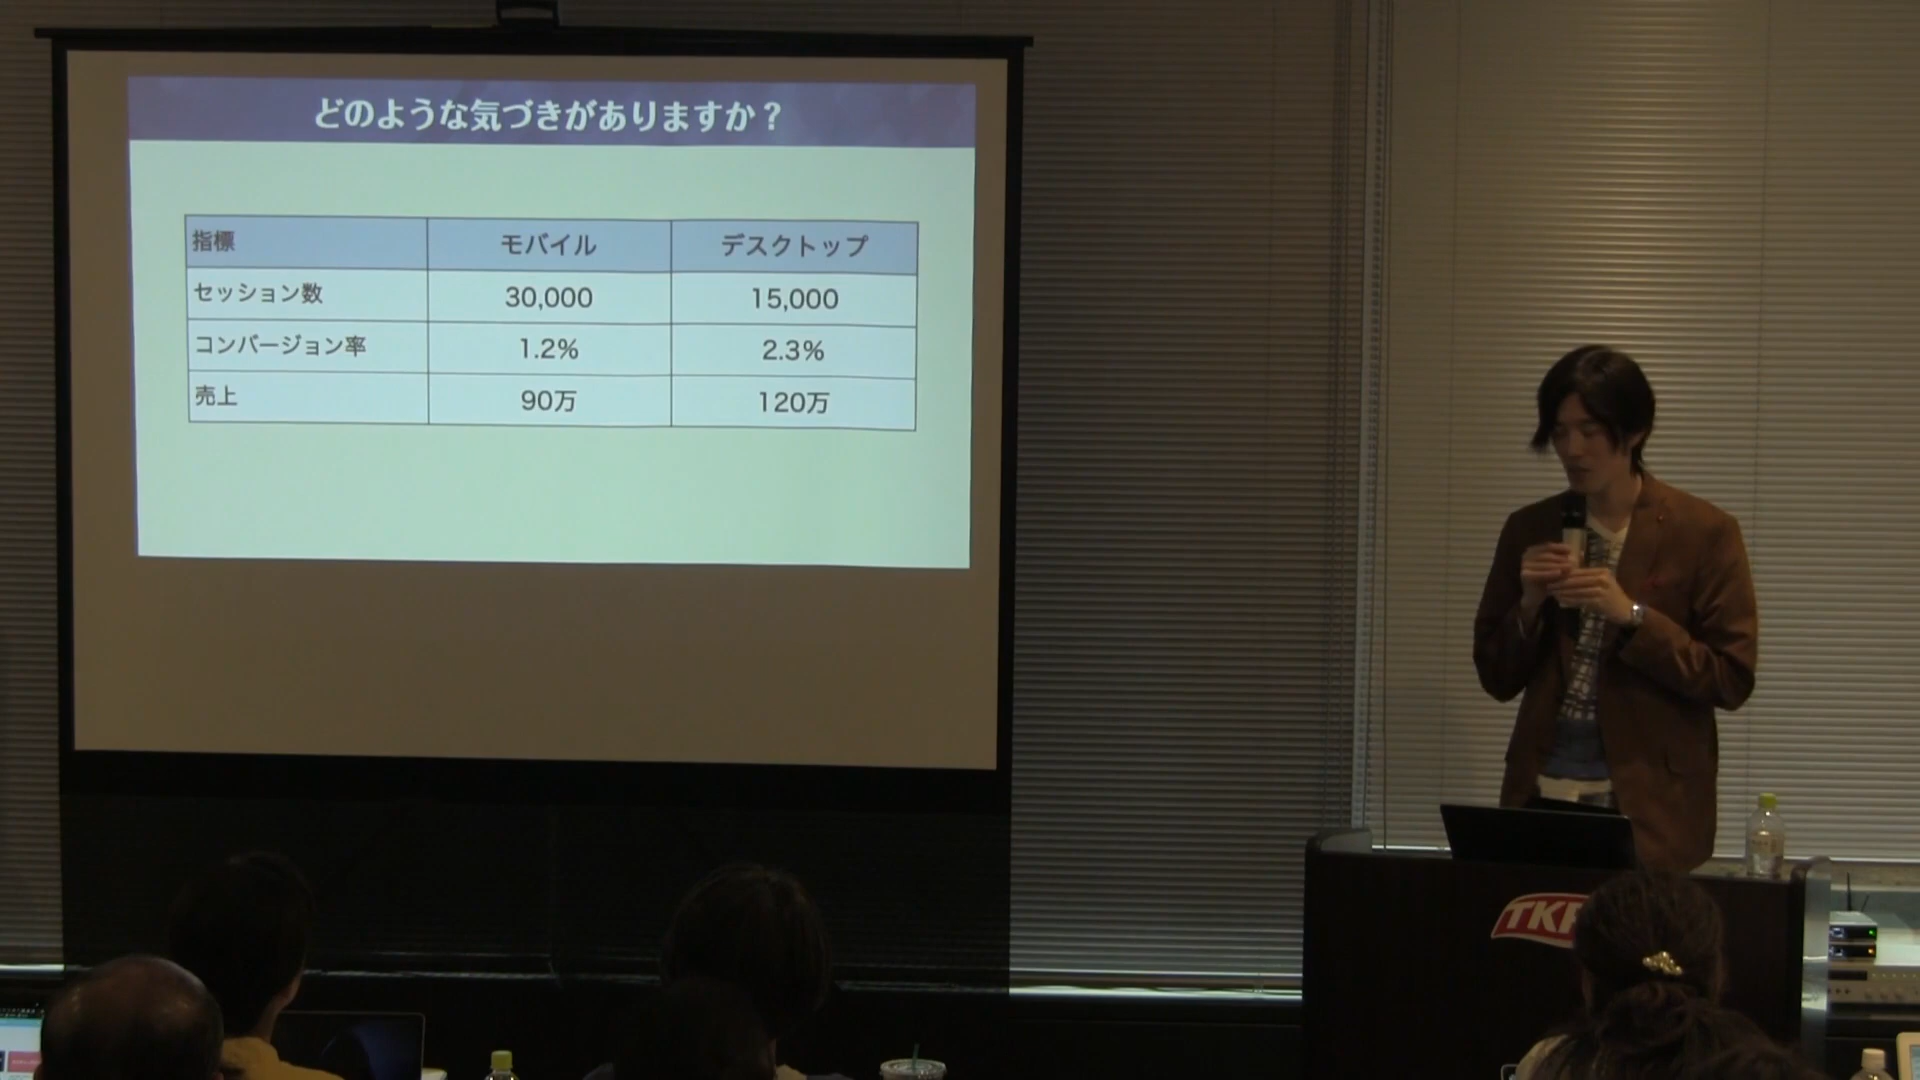 どのような気づきがありますか？
指標 モバイル デスクトップ
セッション数 30,000 15,000
コンバージョン率 1.2% 2.3%
売上 90万 120万
TK